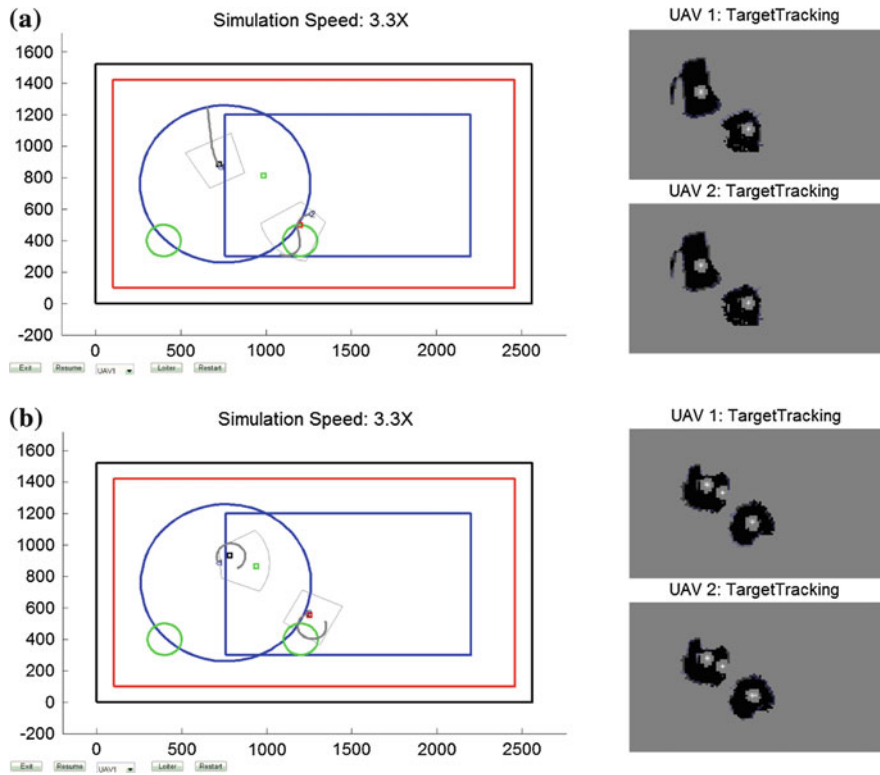 (a)
Simulation Speed: 3.3X
1600
1400
1200
1000
800
600
400
200
0
-200
0 500 1000 1500 2000 2500
Exit Resume UAV1 Loiter Restart
UAV 1: TargetTracking
UAV 2: TargetTracking
(b)
Simulation Speed: 3.3X
1600
1400
1200
1000
800
600
400
200
0
-200
0 500 1000 1500 2000 2500
Exit Resume UAV1 Loiter Restart
UAV 1: TargetTracking
UAV 2: TargetTracking